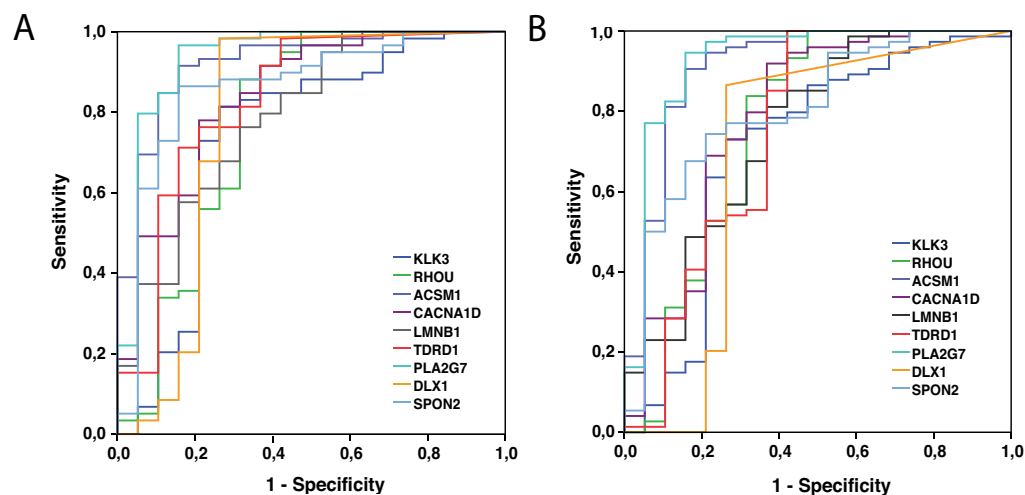 A
1,0
0,8
0,6
0,4
0,2
0,0
Sensitivity
KLK3
RHOU
ACSM1
CACNA1D
LMNB1
TDRD1
PLA2G7
DLX1
SPON2
0,0 0,2 0,4 0,6 0,8 1,0
1 - Specificity
B
1,0
0,8
0,6
0,4
0,2
0,0
Sensitivity
KLK3
RHOU
ACSM1
CACNA1D
LMNB1
TDRD1
PLA2G7
DLX1
SPON2
0,0 0,2 0,4 0,6 0,8 1,0
1 - Specificity